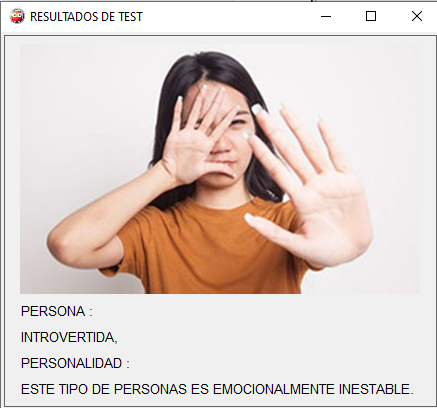 RESULTADOS DE TEST
PERSONA :
INTROVERTIDA,
PERSONALIDAD :
ESTE TIPO DE PERSONAS ES EMOCIONALMENTE INESTABLE.